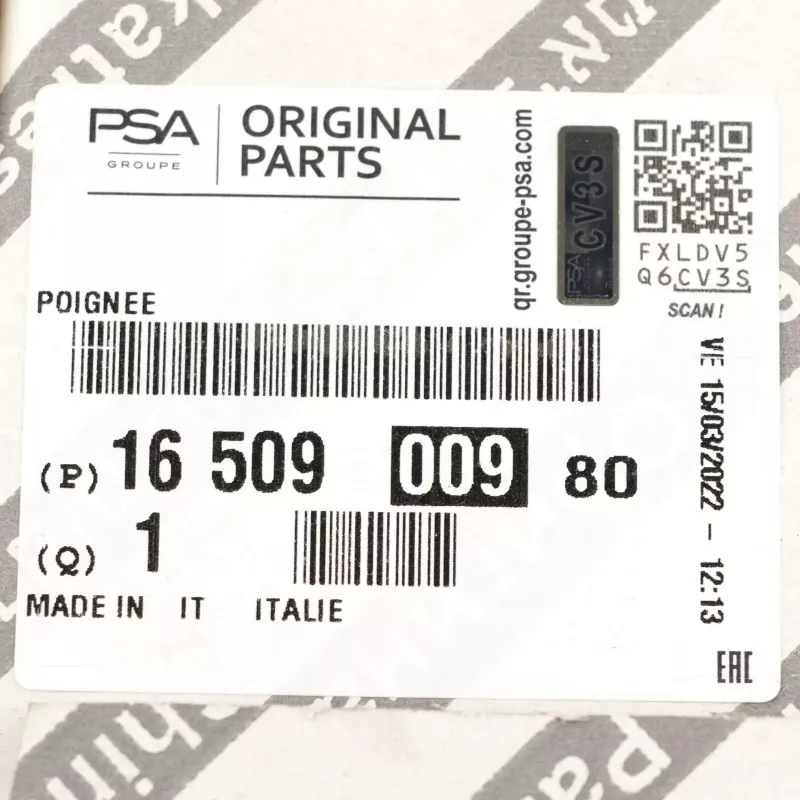 PSA
GROUPE
ORIGINAL
PARTS
qr.groupe-psa.com
PSA CV3S
FXLDV5
Q6CV3S
SCAN!
POIGNEE
(P) 16 509 009 80
(Q) 1
MADE IN IT ITALIE
VE 15/03/2022 - 12:13
EAC